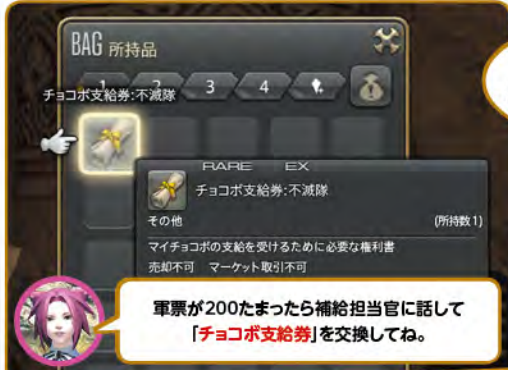 BAG 所持品
1 2 3 4
チョコボ支給券:不滅隊
RARE EX
チョコボ支給券:不滅隊
その他 (所持数1)
マイチョコボの支給を受けるために必要な権利書
売却不可 マーケット取引不可
軍票が200たまったら補給担当官に話して
「チョコボ支給券」を交換してね。